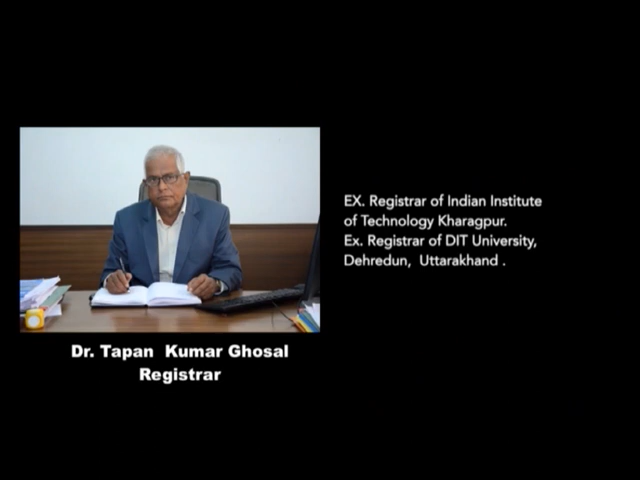 EX. Registrar of Indian Institute
of Technology Kharagpur.
Ex. Registrar of DIT University,
Dehredun, Uttarakhand .
Dr. Tapan Kumar Ghosal
Registrar